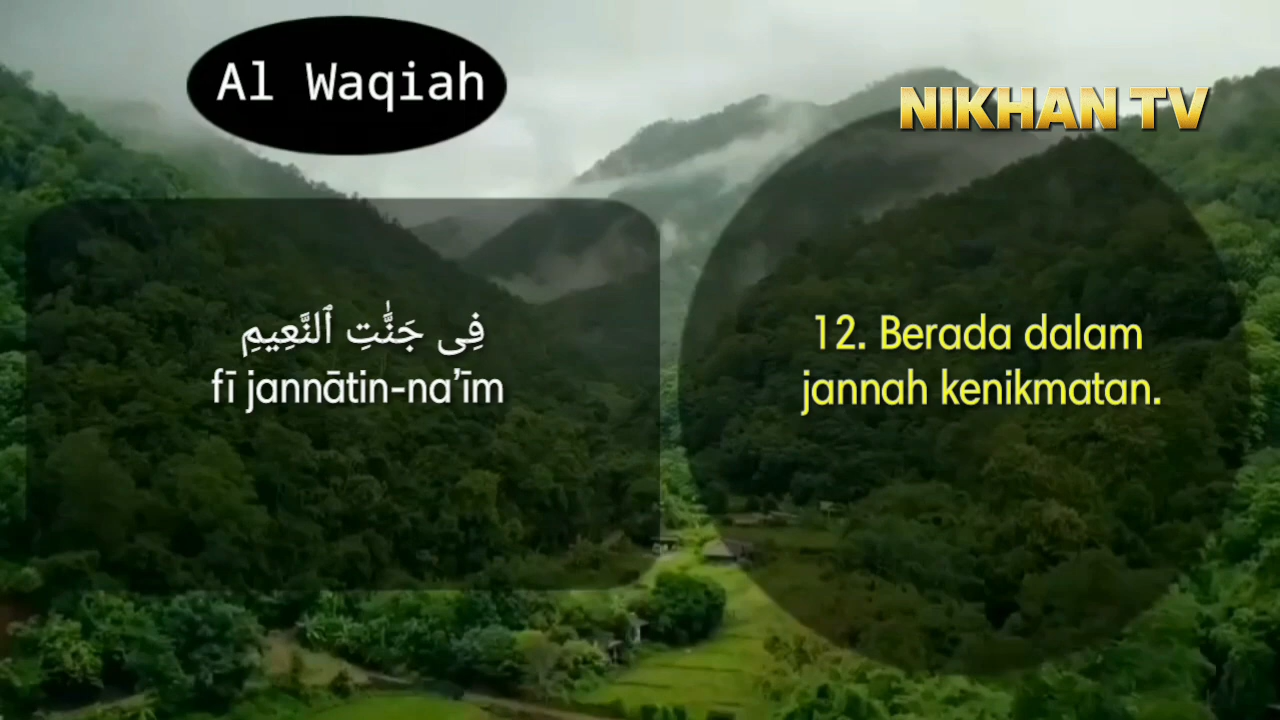 Al Waqiah
NIKHAN TV
فِى جَنَّٰتِ ٱلنَّعِيمِ
fī jannātin-na’īm
12. Berada dalam
jannah kenikmatan.